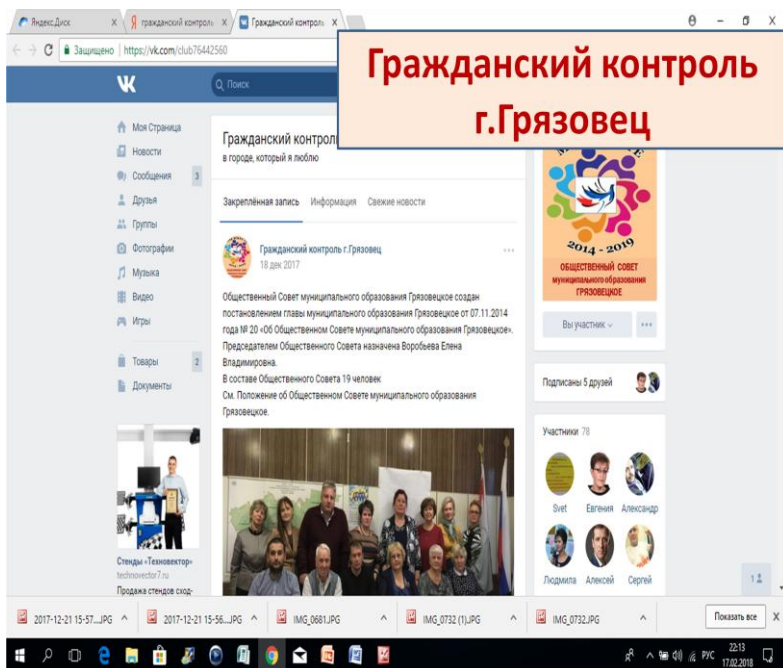 Яндекс.Диск
гражданский контроль
Гражданский контроль
Защищено | https://vk.com/club76442560
Гражданский контроль
г.Грязовец
Поиск
Моя Страница
Новости
Сообщения 3
Друзья
Группы
Фотографии
Музыка
Видео
Игры
Товары 2
Документы
Стенды «Техновектор»
technovector7.ru
Продажа стендов сход-
Гражданский контроль
в городе, который я люблю
Закреплённая запись Информация Свежие новости
Гражданский контроль г.Грязовец
18 дек 2017
Общественный Совет муниципального образования Грязовецкое создан
постановлением главы муниципального образования Грязовецкое от 07.11.2014
года № 20 «Об Общественном Совете муниципального образования Грязовецкое».
Председателем Общественного Совета назначена Воробьева Елена
Владимировна.
В составе Общественного Совета 19 человек
См. Положение об Общественном Совете муниципального образования
Грязовецкое.
2014 - 2019
ОБЩЕСТВЕННЫЙ СОВЕТ
муниципального образования
ГРЯЗОВЕЦКОЕ
Вы участник
Подписаны 5 друзей
Участники 78
Svet Евгения Александр
Людмила Алексей Сергей
1
2017-12-21 15-57....JPG
2017-12-21 15-56....JPG
IMG_0681.JPG
IMG_0732 (1).JPG
IMG_0732.JPG
Показать все
РУС
22:13
17.02.2018